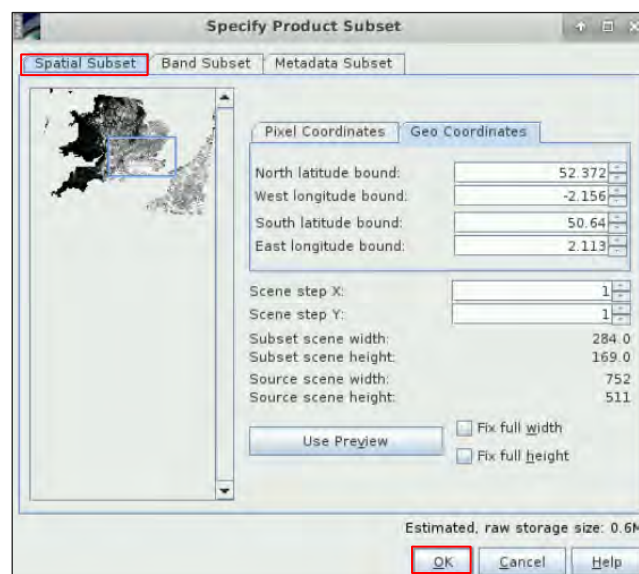 Specify Product Subset
Spatial Subset Band Subset Metadata Subset
Pixel Coordinates Geo Coordinates
North latitude bound: 52.372
West longitude bound: -2.156
South latitude bound: 50.64
East longitude bound: 2.113
Scene step X: 1
Scene step Y: 1
Subset scene width: 284.0
Subset scene height: 169.0
Source scene width: 752
Source scene height: 511
Use Preview Fix full width
Fix full height
Estimated, raw storage size: 0.6M
OK Cancel Help